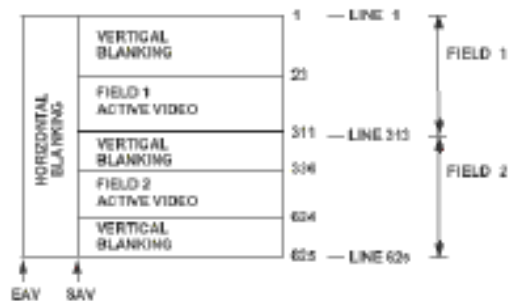 1 — LINE 1
VERTICAL
BLANKING
FIELD 1
23
FIELD 1
ACTIVE VIDEO
HORIZONTAL
BLANKING
311 — LINE 313
VERTICAL
BLANKING
336
FIELD 2
FIELD 2
ACTIVE VIDEO
624
VERTICAL
BLANKING
625 — LINE 625
EAV SAV